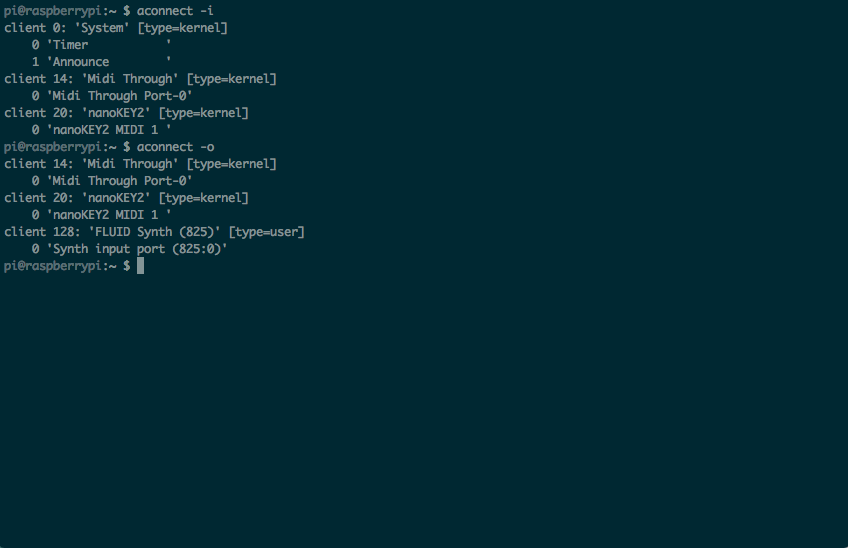 pi@raspberrypi:~ $ aconnect -i
client 0: 'System' [type=kernel]
    0 'Timer           '
    1 'Announce        '
client 14: 'Midi Through' [type=kernel]
    0 'Midi Through Port-0'
client 20: 'nanoKEY2' [type=kernel]
    0 'nanoKEY2 MIDI 1 '
pi@raspberrypi:~ $ aconnect -o
client 14: 'Midi Through' [type=kernel]
    0 'Midi Through Port-0'
client 20: 'nanoKEY2' [type=kernel]
    0 'nanoKEY2 MIDI 1 '
client 128: 'FLUID Synth (825)' [type=user]
    0 'Synth input port (825:0)'
pi@raspberrypi:~ $